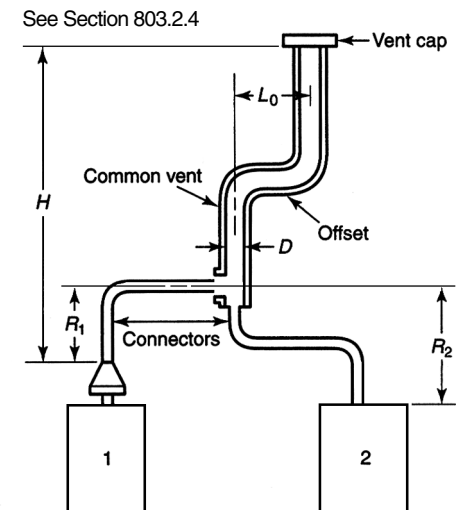 See Section 803.2.4
Vent cap
L0
Common vent
H
Offset
D
R1
Connectors
R2
1
2